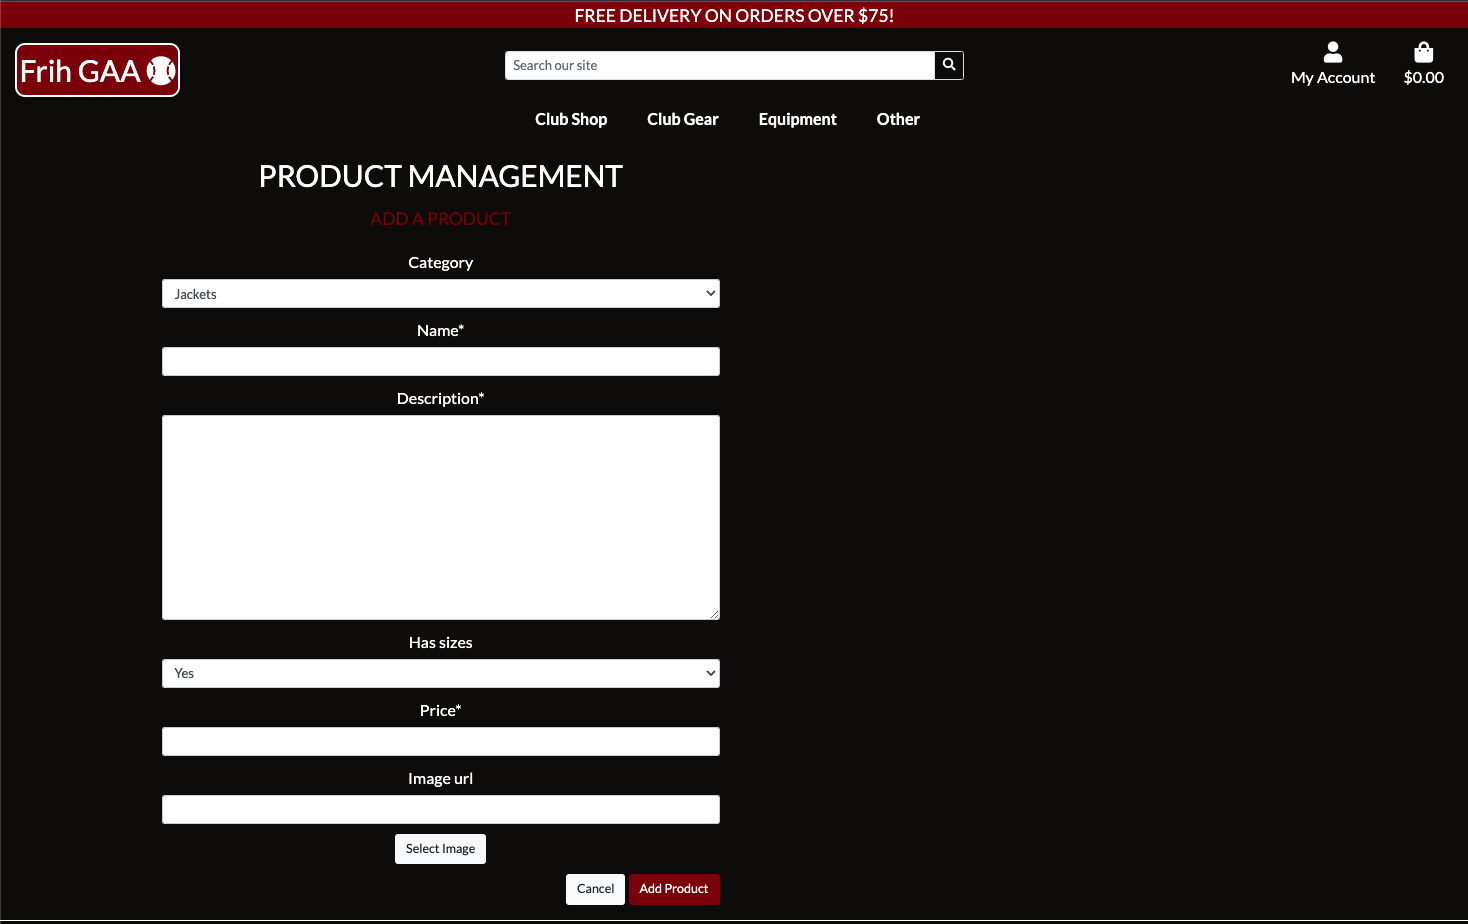 FREE DELIVERY ON ORDERS OVER $75!
Frih GAA
Search our site
My Account
$0.00
Club Shop
Club Gear
Equipment
Other
PRODUCT MANAGEMENT
ADD A PRODUCT
Category
Jackets
Name*
Description*
Has sizes
Yes
Price*
Image url
Select Image
Cancel
Add Product